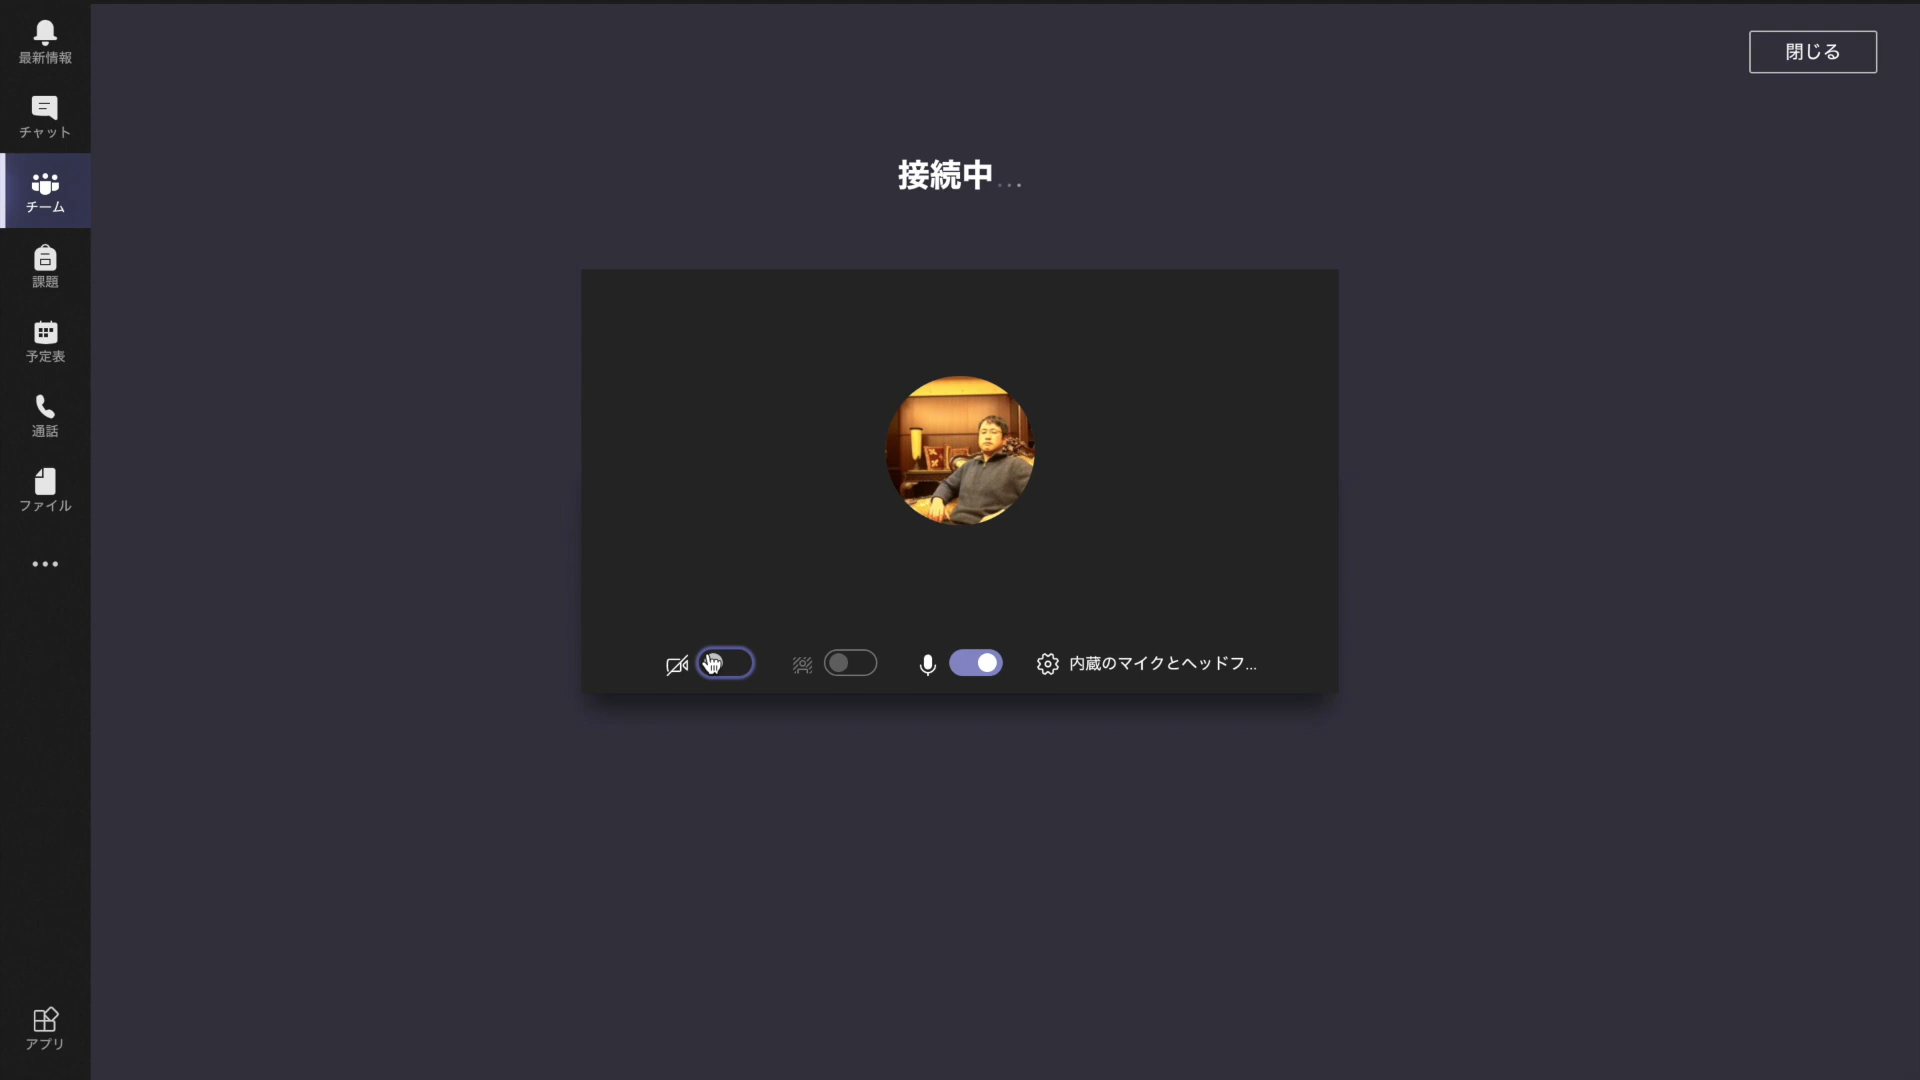 最新情報
チャット
チーム
課題
予定表
通話
ファイル
アプリ
閉じる
接続中...
内蔵のマイクとヘッドフ...